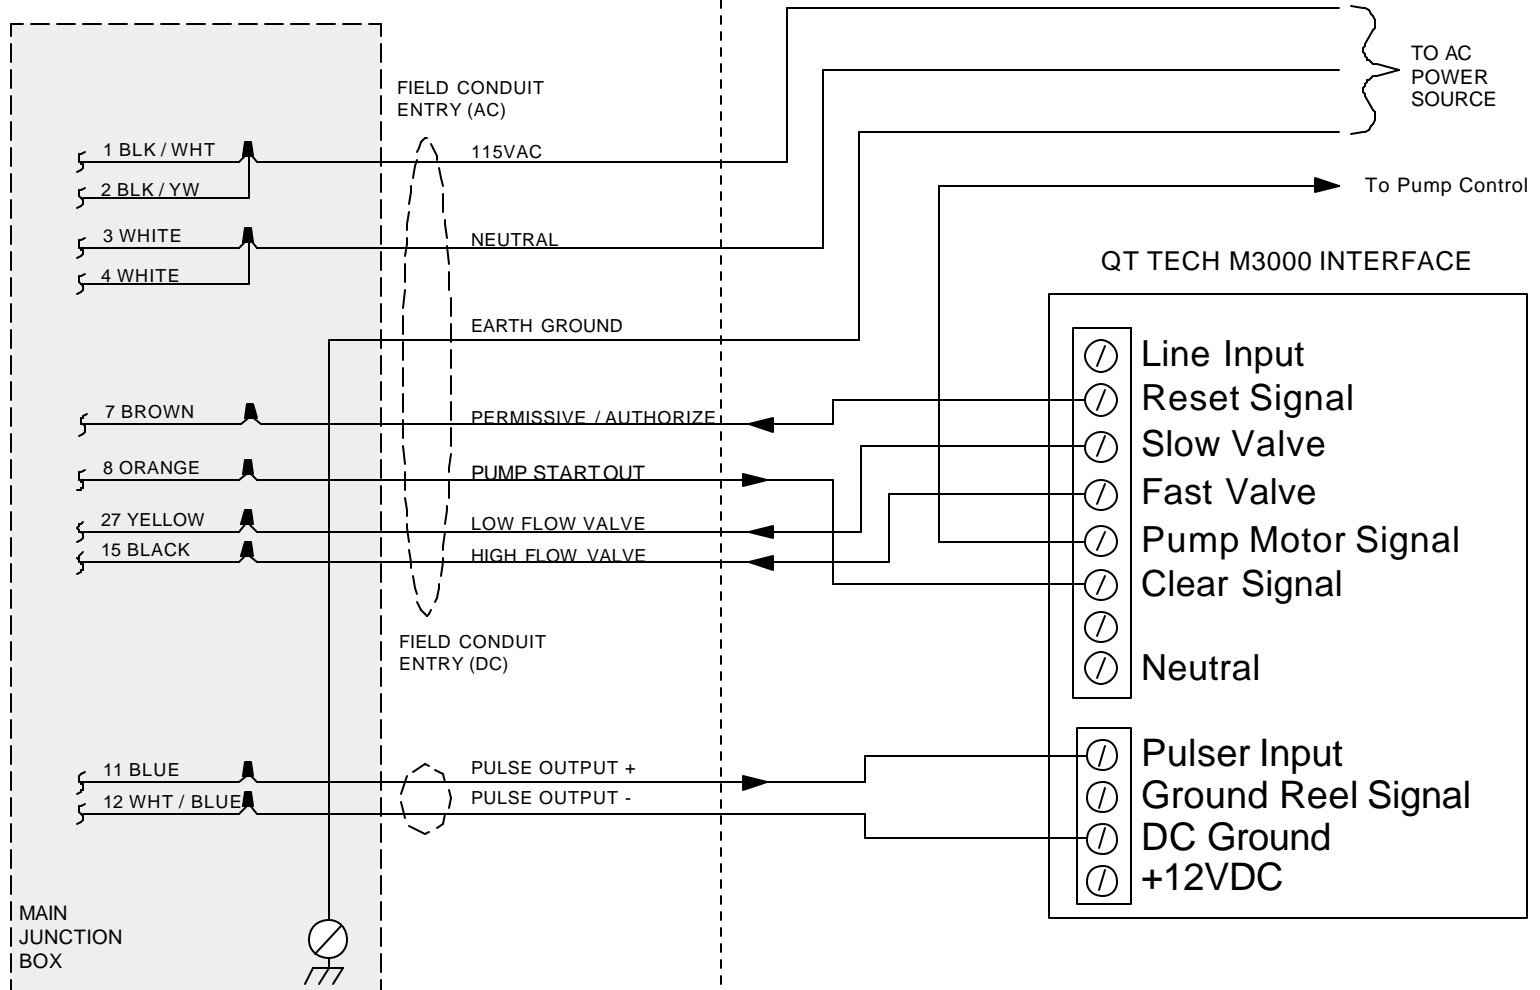 FIELD CONDUIT
ENTRY (AC)
TO AC
POWER
SOURCE
1 BLK / WHT
115VAC
2 BLK / YW
To Pump Control
3 WHITE
NEUTRAL
4 WHITE
QT TECH M3000 INTERFACE
EARTH GROUND
Line Input
Reset Signal
Slow Valve
Fast Valve
Pump Motor Signal
Clear Signal
Neutral
7 BROWN
PERMISSIVE / AUTHORIZE
8 ORANGE
PUMP START OUT
27 YELLOW
LOW FLOW VALVE
15 BLACK
HIGH FLOW VALVE
FIELD CONDUIT
ENTRY (DC)
11 BLUE
PULSE OUTPUT +
12 WHT / BLUE
PULSE OUTPUT -
Pulser Input
Ground Reel Signal
DC Ground
+12VDC
MAIN
JUNCTION
BOX